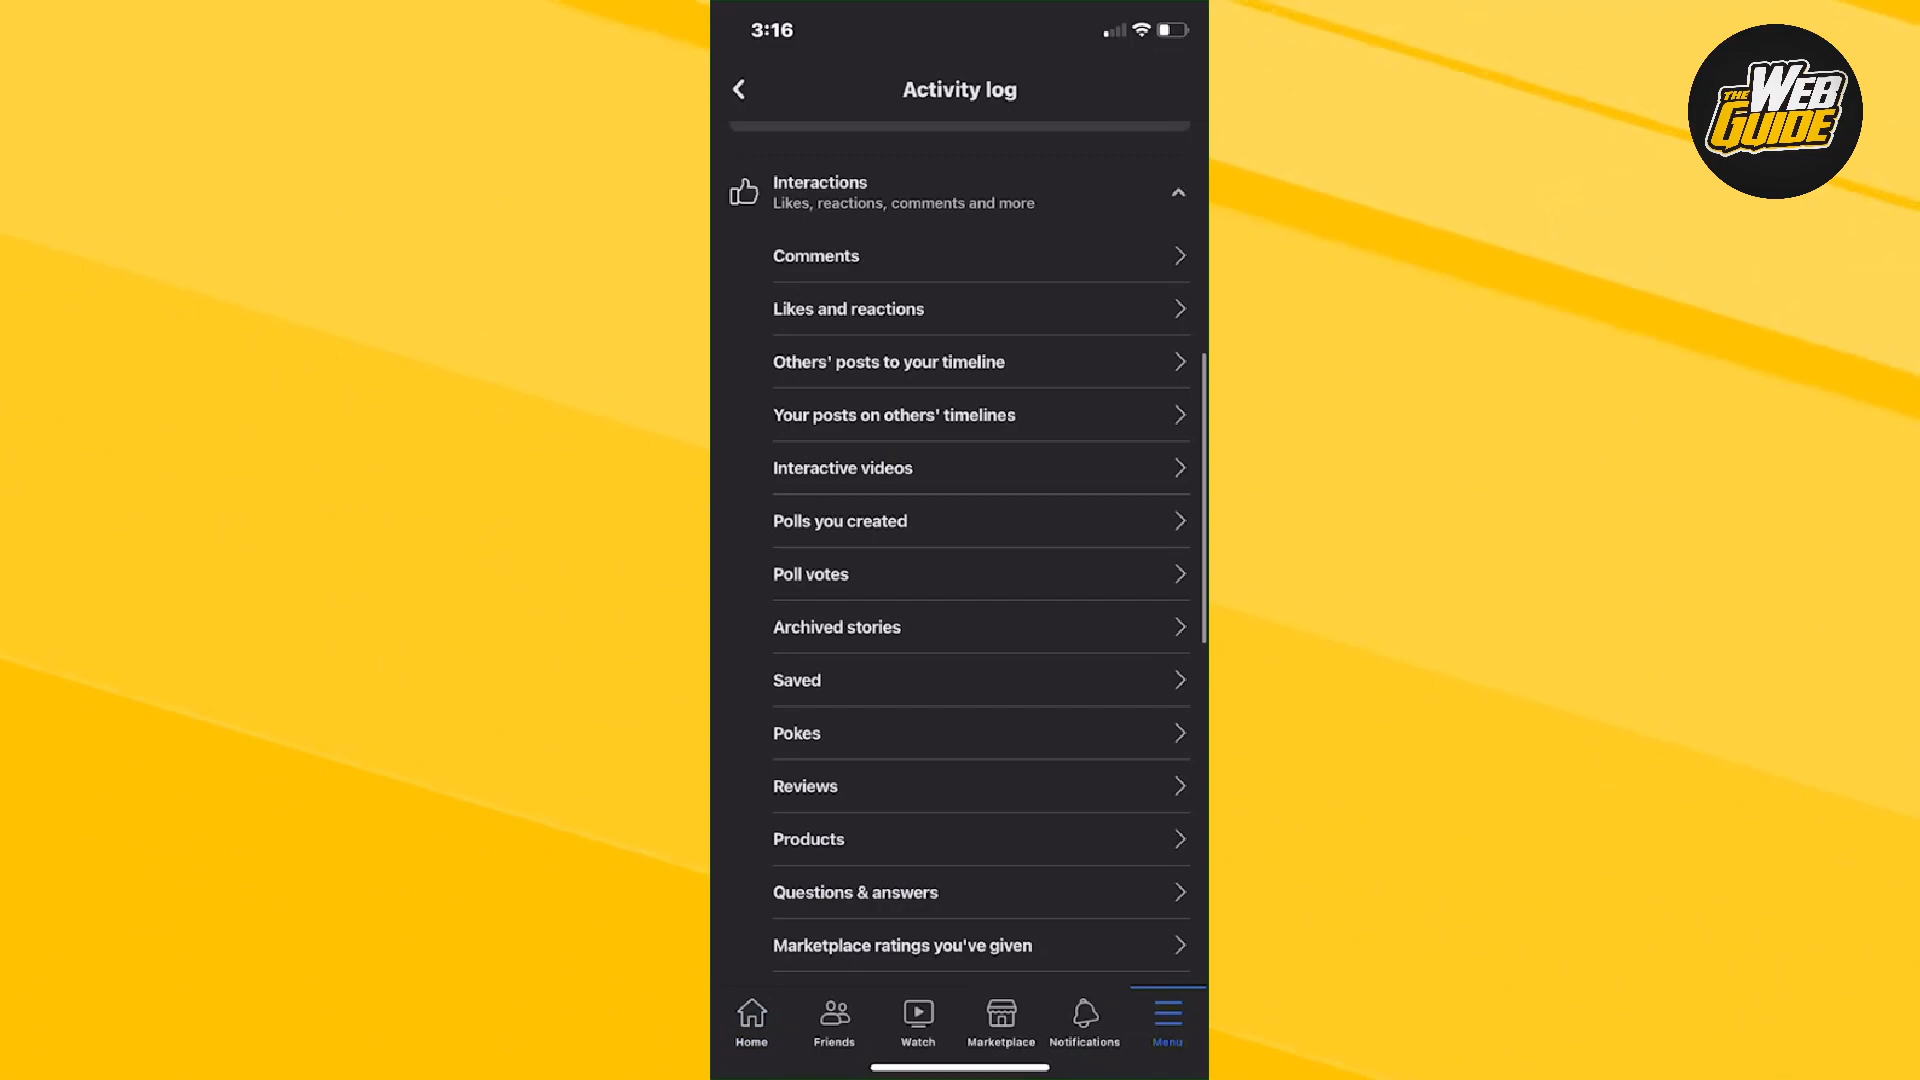 3:16
Activity log
THE WEB
GUIDE
Interactions
Likes, reactions, comments and more
Comments
Likes and reactions
Others' posts to your timeline
Your posts on others' timelines
Interactive videos
Polls you created
Poll votes
Archived stories
Saved
Pokes
Reviews
Products
Questions & answers
Marketplace ratings you've given
Home Friends Watch Marketplace Notifications Menu